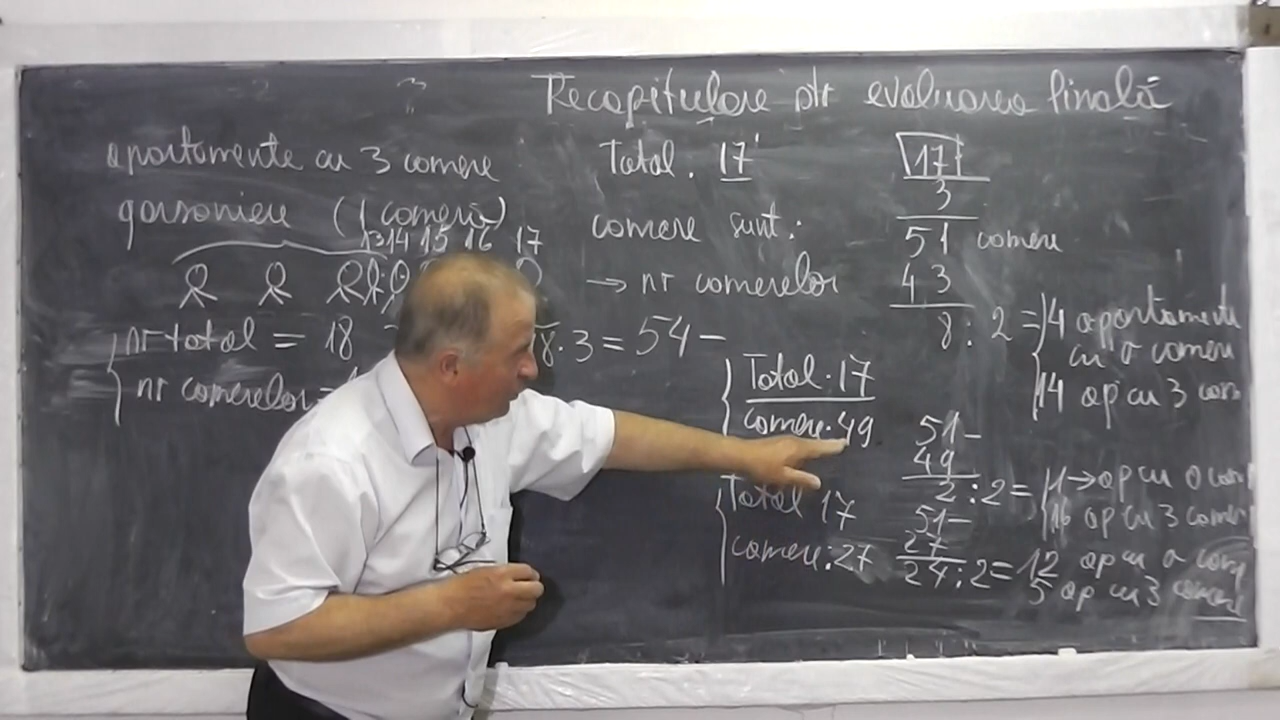 Recapitulare ptr evaluarea finală
apartamente cu 3 camere
garsoniere (1 cameră)
13 14 15 16 17
nr total = 18
nr camerelor =
8·3 = 54 –
Total. 17
camere sunt:
→ nr camerelor
17
3
51 camere
43
8 : 2 = 4 apartamente
cu o cameră
14 ap cu 3 cam
Total. 17
camere. 49
51 –
49
2 : 2 = 1 → ap cu o cam
16 ap cu 3 camere
Total 17
camere: 27
51 –
27
24 : 2 = 12 ap cu o cam
5 ap cu 3 camere